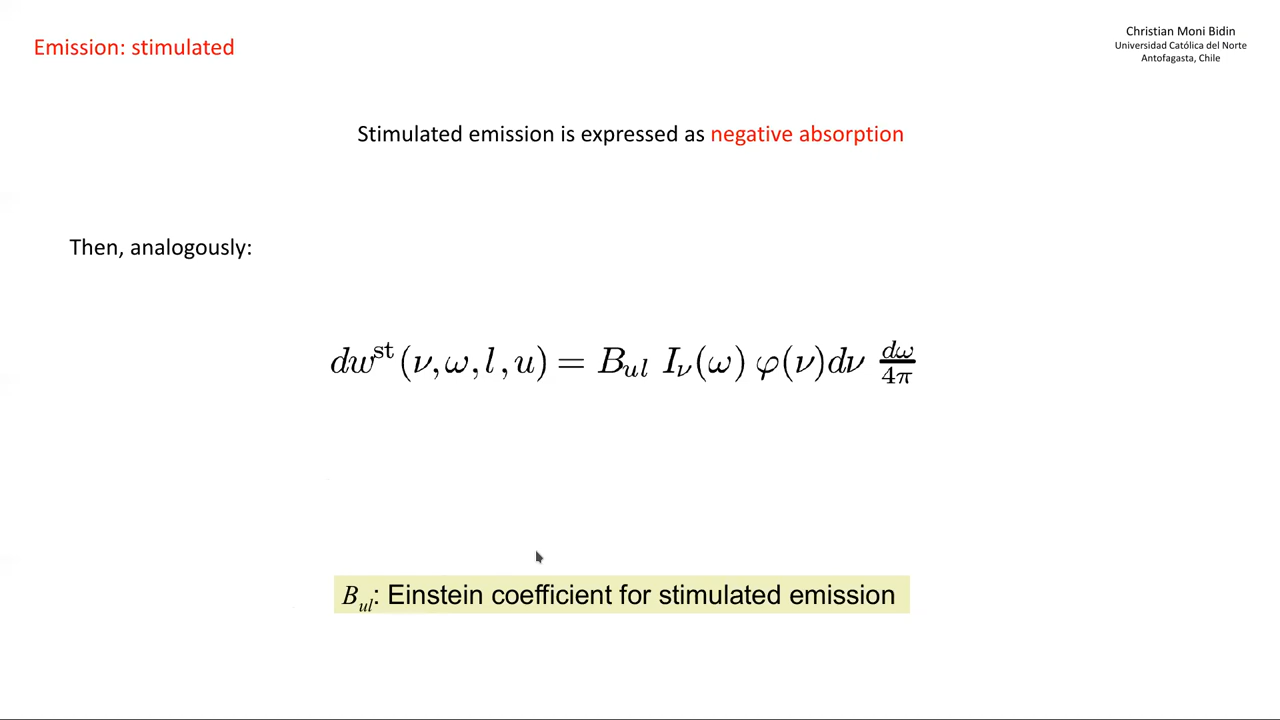 Emission: stimulated
Christian Moni Bidin
Universidad Católica del Norte
Antofagasta, Chile
Stimulated emission is expressed as negative absorption
Then, analogously:
dw^st(ν,ω,l,u) = B_ul I_ν(ω) φ(ν)dν dω/4π
B_ul: Einstein coefficient for stimulated emission